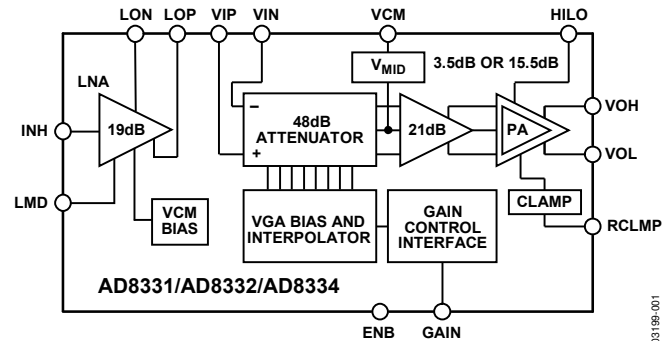 LON LOP VIP VIN VCM HILO
LNA
VMID
3.5dB OR 15.5dB
INH
19dB
–
+
48dB
ATTENUATOR
21dB
PA
VOH
VOL
LMD
VCM
BIAS
VGA BIAS AND
INTERPOLATOR
GAIN
CONTROL
INTERFACE
CLAMP
RCLMP
AD8331/AD8332/AD8334
ENB GAIN
03199-001